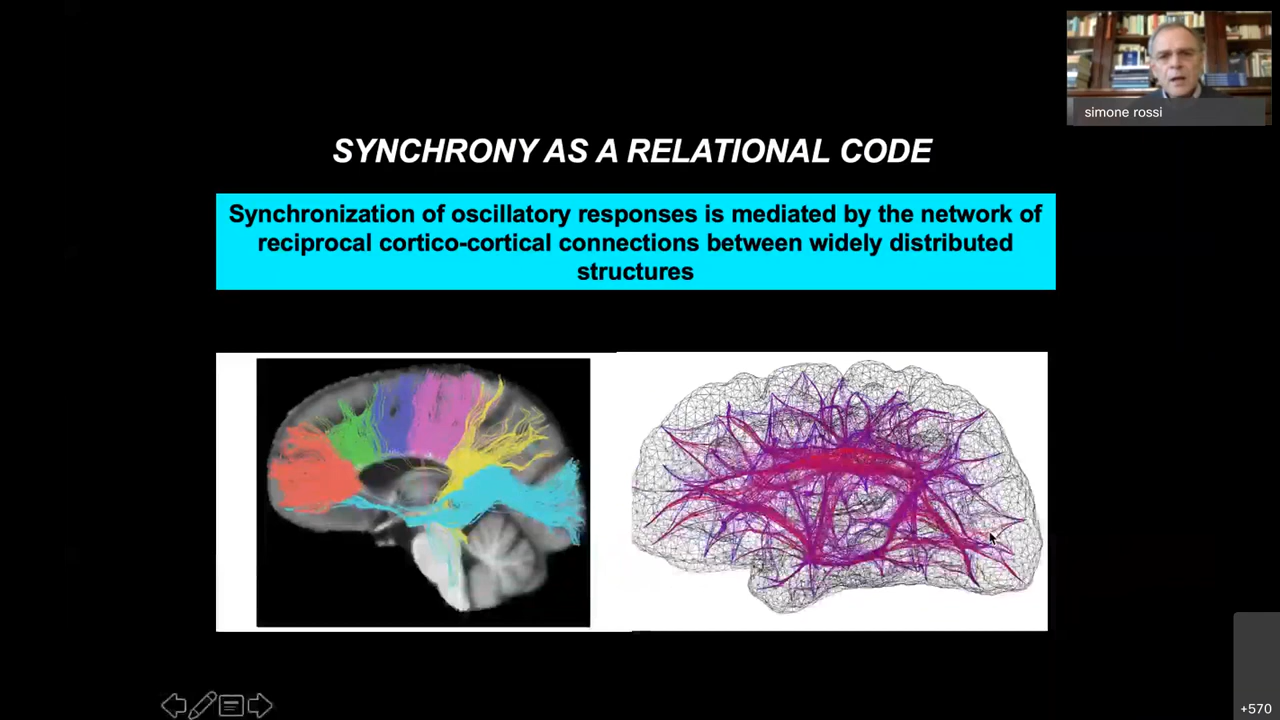 simone rossi
SYNCHRONY AS A RELATIONAL CODE
Synchronization of oscillatory responses is mediated by the network of
reciprocal cortico-cortical connections between widely distributed
structures
+570